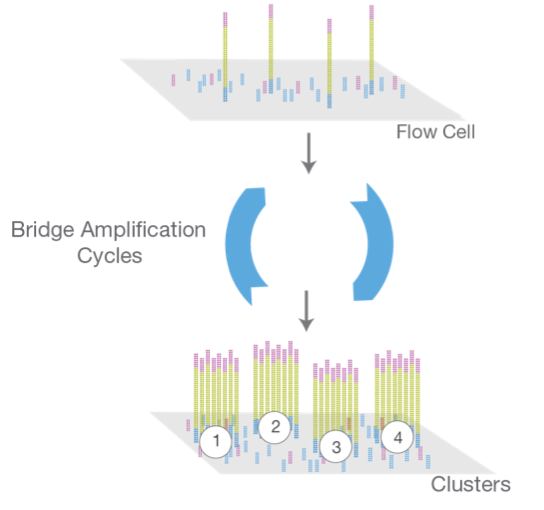 Flow Cell
Bridge Amplification
Cycles
1
2
3
4
Clusters